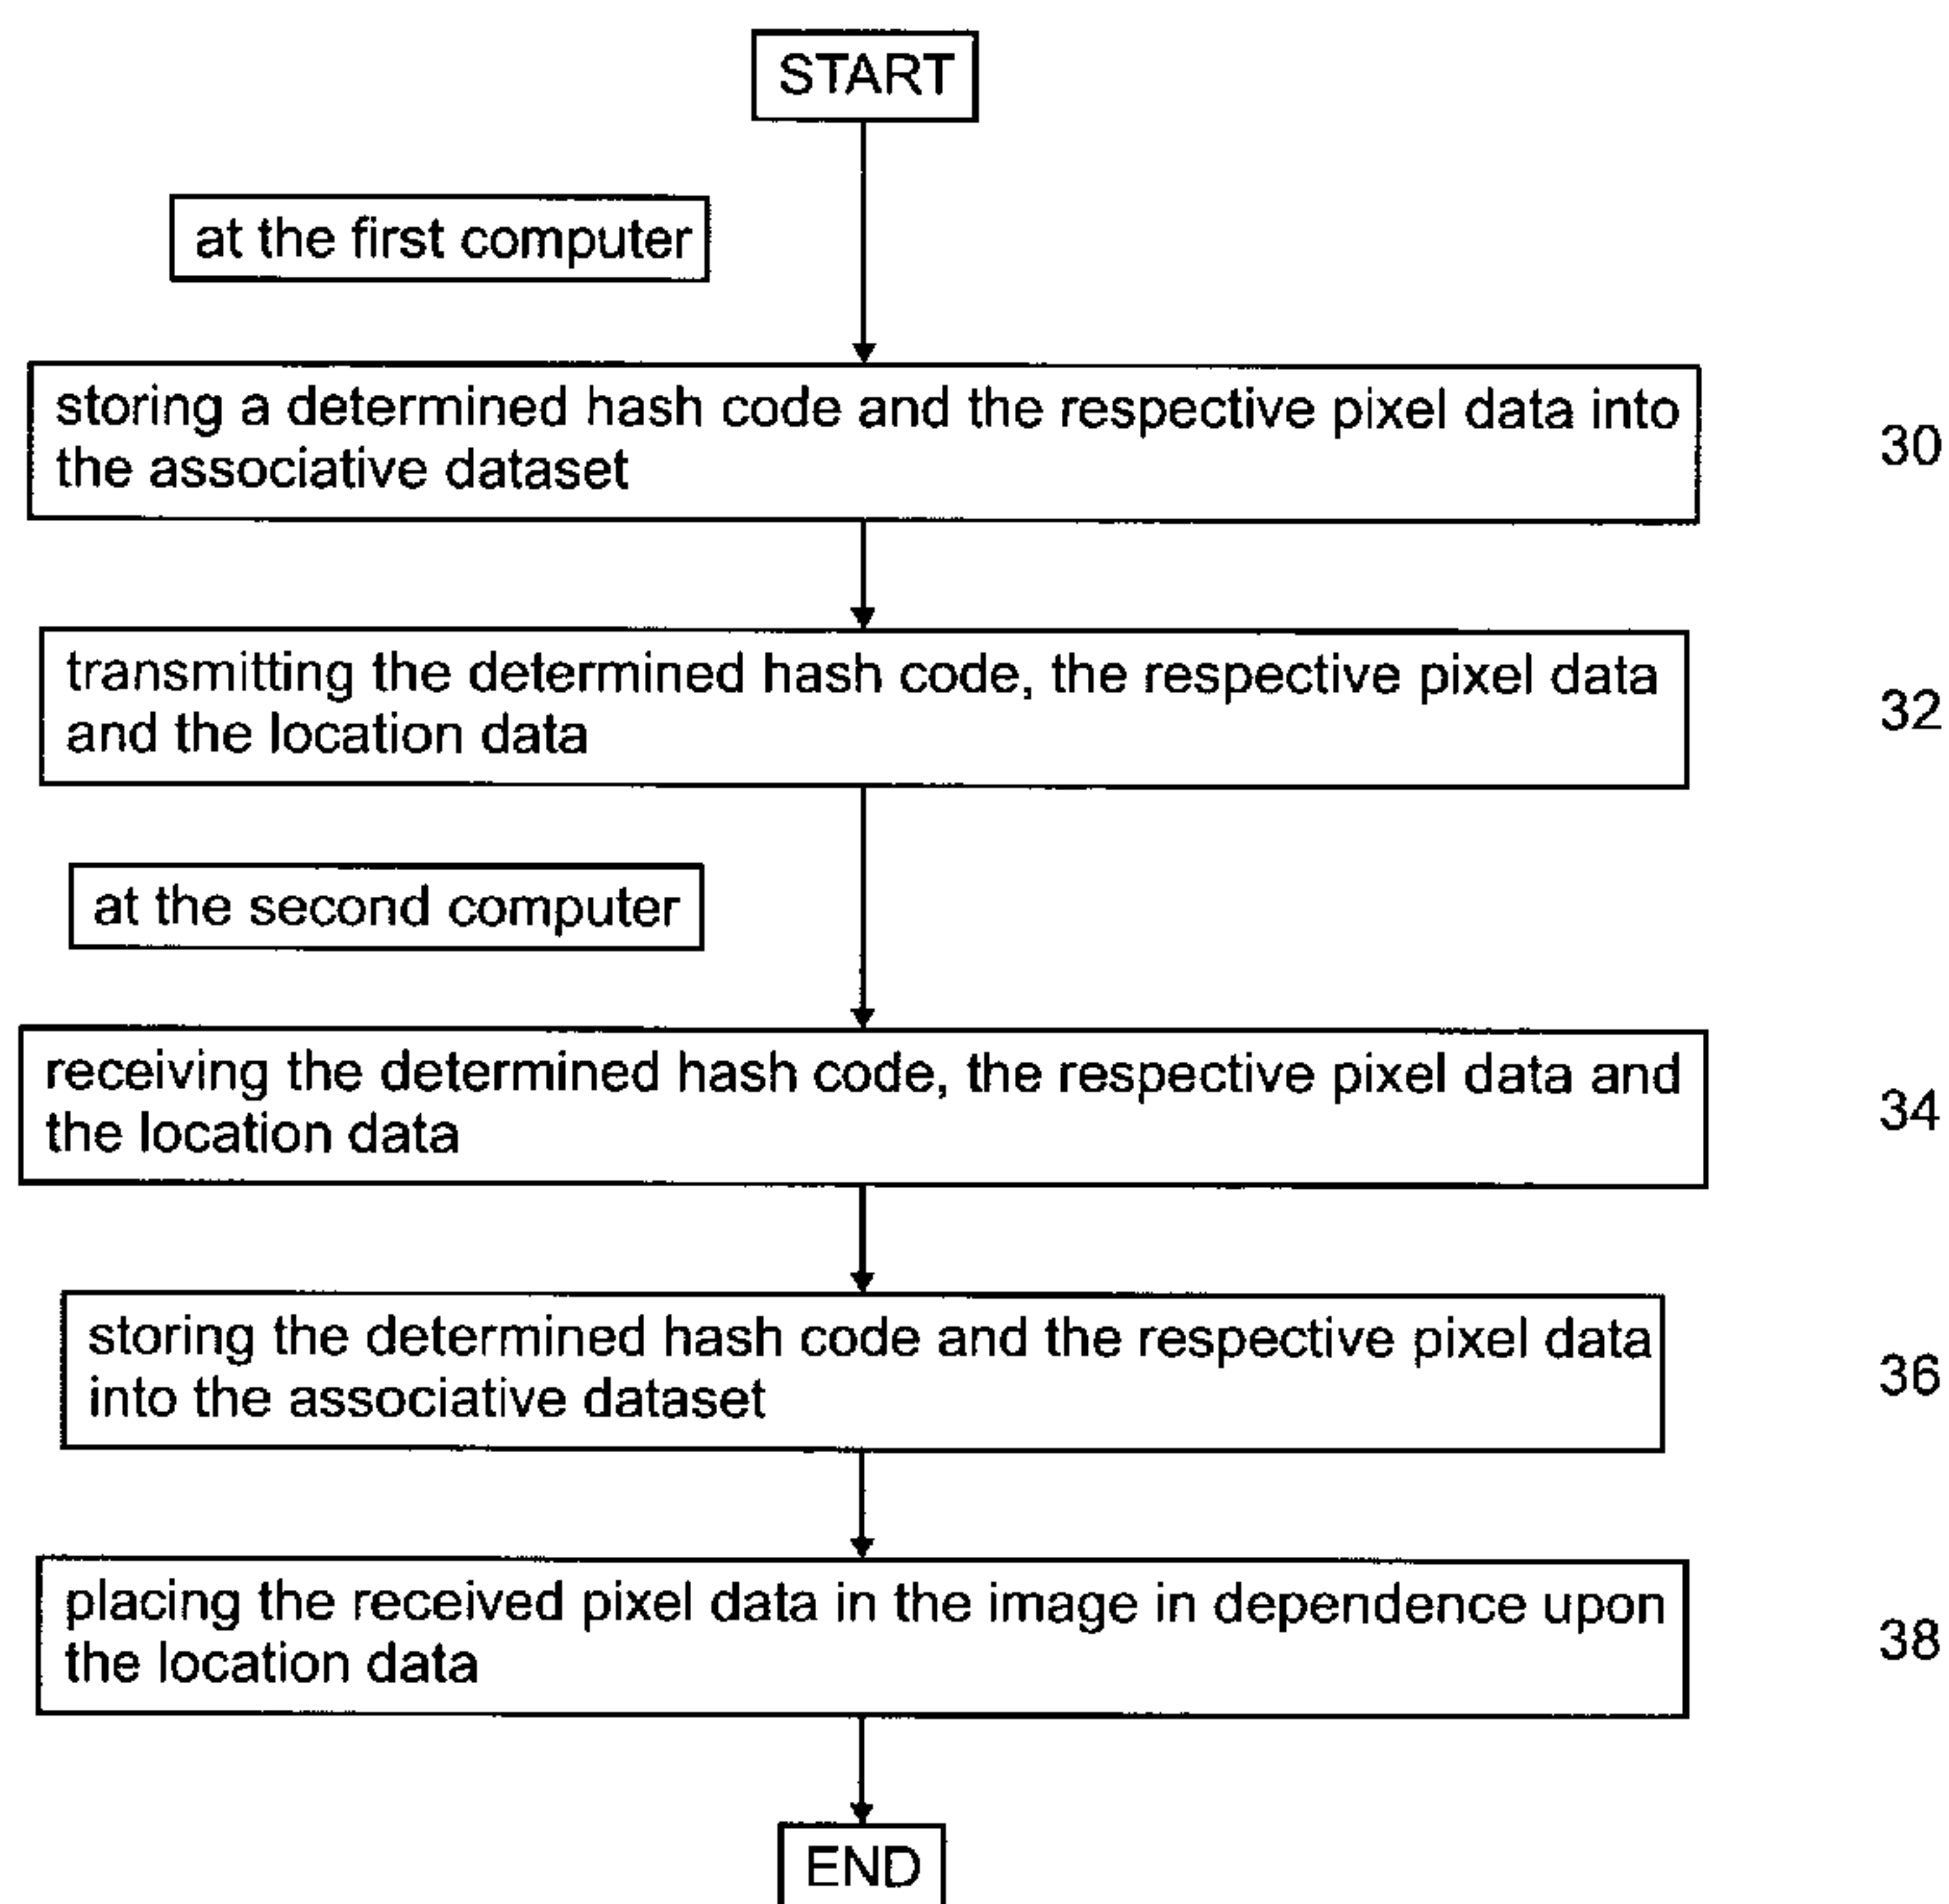 START
at the first computer
storing a determined hash code and the respective pixel data into
the associative dataset
30
transmitting the determined hash code, the respective pixel data
and the location data
32
at the second computer
receiving the determined hash code, the respective pixel data and
the location data
34
storing the determined hash code and the respective pixel data
into the associative dataset
36
placing the received pixel data in the image in dependence upon
the location data
38
END